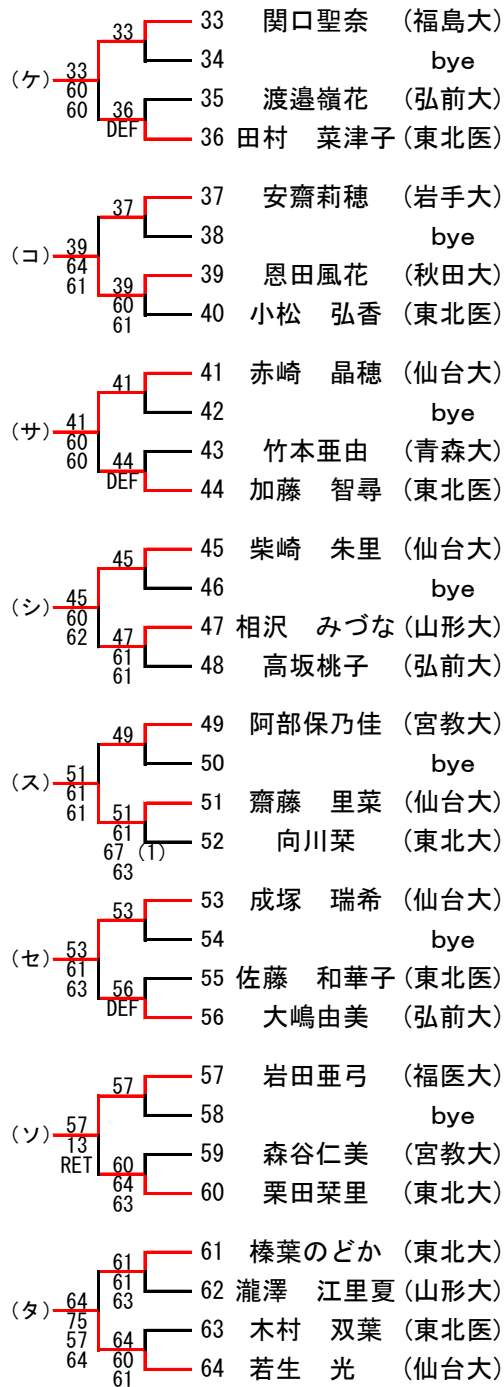 33 関口聖奈 (福島大)
33
34 bye
(ケ) 33
60
60
35 渡邉嶺花 (弘前大)
36
DEF
36 田村 菜津子 (東北医)
37 安齋莉穂 (岩手大)
37
38 bye
(コ) 39
64
61
39 恩田風花 (秋田大)
39
60
61
40 小松 弘香 (東北医)
41 赤崎 晶穂 (仙台大)
41
42 bye
(サ) 41
60
60
43 竹本亜由 (青森大)
44
DEF
44 加藤 智尋 (東北医)
45 柴崎 朱里 (仙台大)
45
46 bye
(シ) 45
60
62
47 相沢 みづな (山形大)
47
61
61
48 高坂桃子 (弘前大)
49 阿部保乃佳 (宮教大)
49
50 bye
(ス) 51
61
61
51 齋藤 里菜 (仙台大)
51
61
67 (1)
63
52 向川栞 (東北大)
53 成塚 瑞希 (仙台大)
53
54 bye
(セ) 53
61
63
55 佐藤 和華子 (東北医)
56
DEF
56 大嶋由美 (弘前大)
57 岩田亜弓 (福医大)
57
58 bye
(ソ) 57
13
RET
59 森谷仁美 (宮教大)
60
64
63
60 栗田栞里 (東北大)
61 榛葉のどか (東北大)
61
61
63
62 瀧澤 江里夏 (山形大)
(タ) 64
75
57
64
63 木村 双葉 (東北医)
64
60
61
64 若生 光 (仙台大)